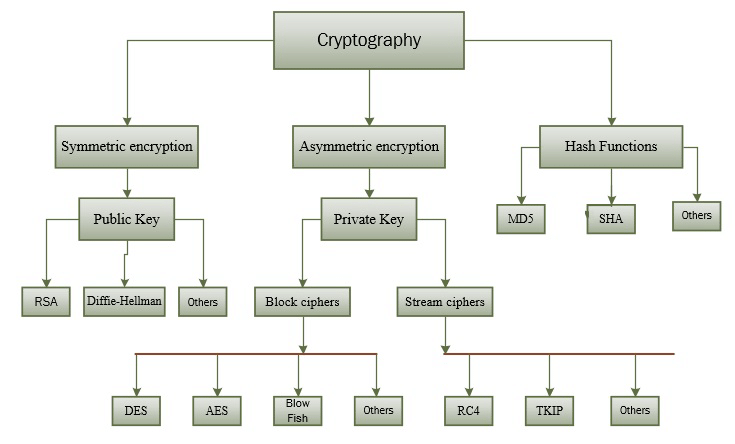 Cryptography
Symmetric encryption
Asymmetric encryption
Hash Functions
Public Key
Private Key
MD5
SHA
Others
RSA
Diffie-Hellman
Others
Block ciphers
Stream ciphers
DES
AES
Blow
Fish
Others
RC4
TKIP
Others